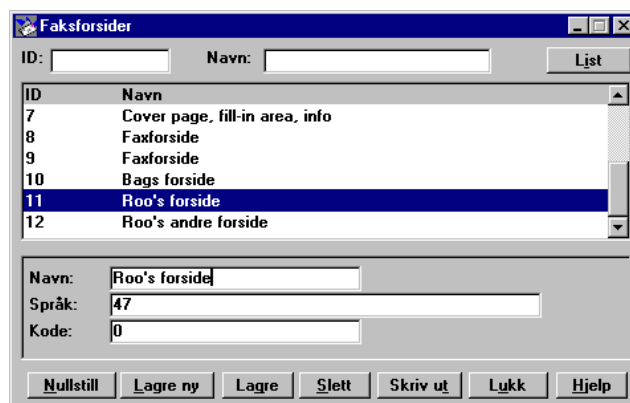 Faksforsider
ID: Navn: List
ID Navn
7 Cover page, fill-in area, info
8 Faxforside
9 Faxforside
10 Bags forside
11 Roo's forside
12 Roo's andre forside
Navn: Roo's forside
Språk: 47
Kode: 0
Nullstill Lagre ny Lagre Slett Skriv ut Lukk Hjelp